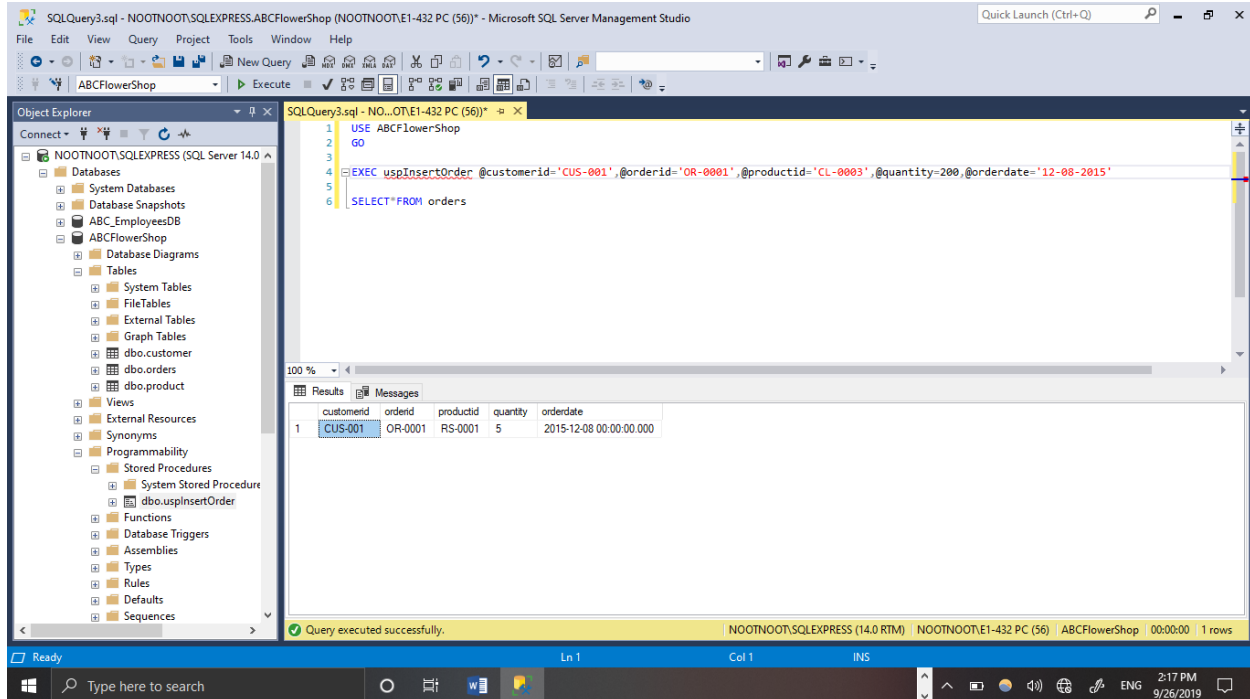 SQLQuery3.sql - NOOTNOOT\SQLEXPRESS.ABCFlowerShop (NOOTNOOT\E1-432 PC (56))* - Microsoft SQL Server Management Studio
Quick Launch (Ctrl+Q)
File Edit View Query Project Tools Window Help
New Query
ABCFlowerShop
Execute
Object Explorer
Connect
NOOTNOOT\SQLEXPRESS (SQL Server 14.0
Databases
System Databases
Database Snapshots
ABC_EmployeesDB
ABCFlowerShop
Database Diagrams
Tables
System Tables
FileTables
External Tables
Graph Tables
dbo.customer
dbo.orders
dbo.product
Views
External Resources
Synonyms
Programmability
Stored Procedures
System Stored Procedure
dbo.uspInsertOrder
Functions
Database Triggers
Assemblies
Types
Rules
Defaults
Sequences
SQLQuery3.sql - NO...OT\E1-432 PC (56))*
1 USE ABCFlowerShop
2 GO
3
4 EXEC uspInsertOrder @customerid='CUS-001',@orderid='OR-0001',@productid='CL-0003',@quantity=200,@orderdate='12-08-2015'
5
6 SELECT*FROM orders
100 %
Results Messages
customerid orderid productid quantity orderdate
1 CUS-001 OR-0001 RS-0001 5 2015-12-08 00:00:00.000
Query executed successfully.
NOOTNOOT\SQLEXPRESS (14.0 RTM) NOOTNOOT\E1-432 PC (56) ABCFlowerShop 00:00:00 1 rows
Ready Ln 1 Col 1 INS
Type here to search
ENG
2:17 PM
9/26/2019